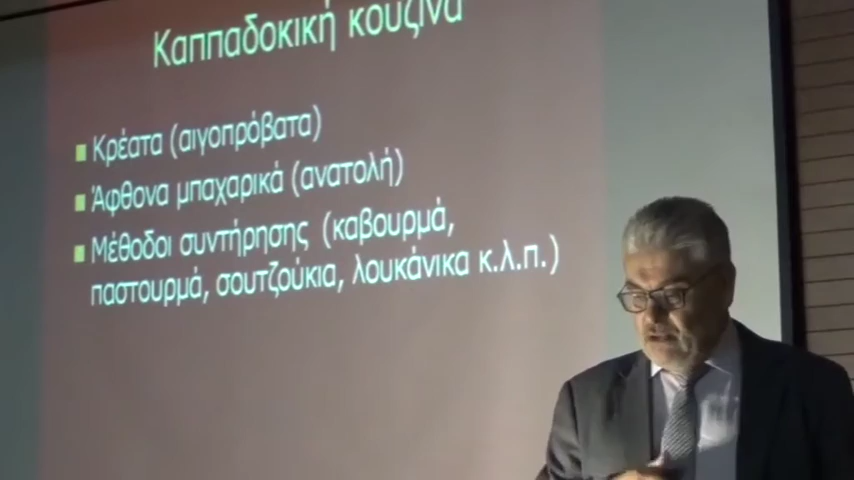 Καππαδοκική κουζίνα
Κρέατα (αιγοπρόβατα)
Άφθονα μπαχαρικά (ανατολή)
Μέθοδοι συντήρησης (καβουρμά,
παστουρμά, σουτζούκια, λουκάνικα κ.λ.π.)